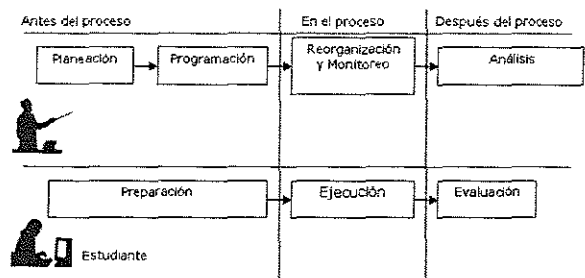 Antes del proceso
En el proceso
Después del proceso
Planeación
Programación
Reorganización
y Monitoreo
Análisis
Preparación
Ejecución
Evaluación
Estudiante